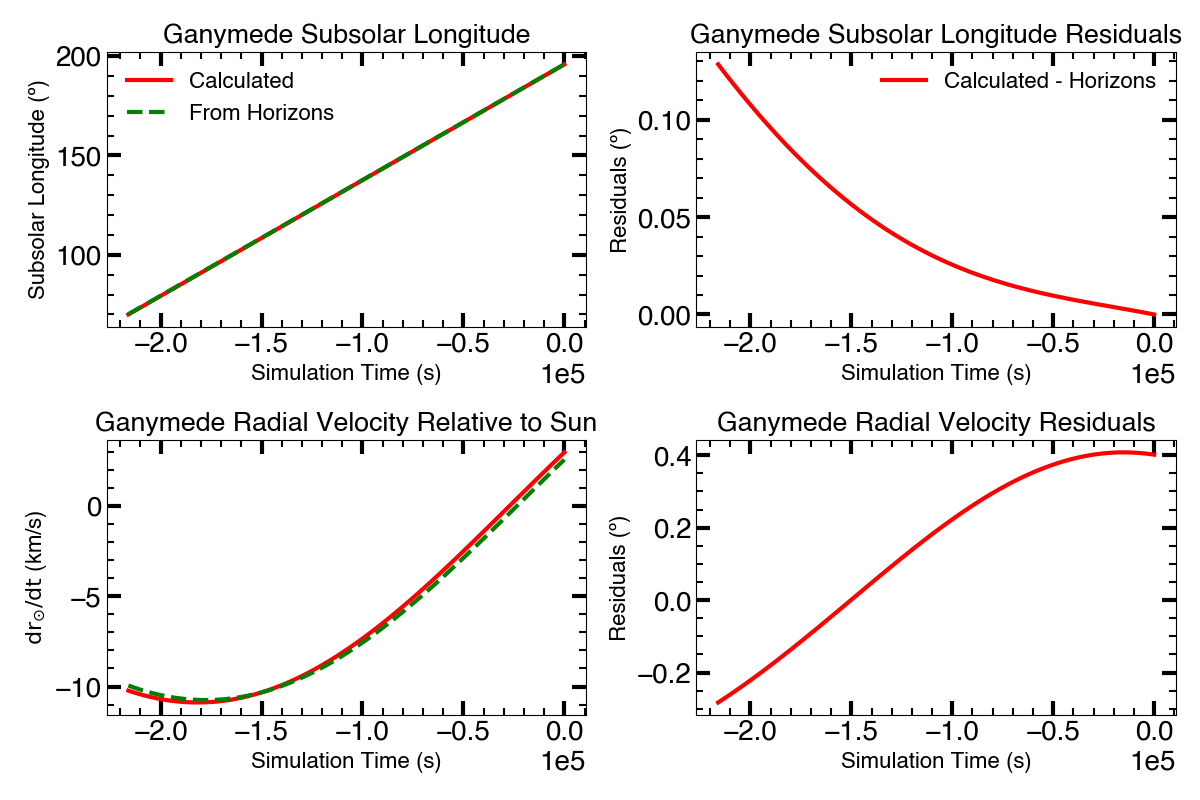 Ganymede Subsolar Longitude
200
150
100
Subsolar Longitude (º)
Calculated
From Horizons
−2.0 −1.5 −1.0 −0.5 0.0
Simulation Time (s)
1e5
Ganymede Subsolar Longitude Residuals
0.10
0.05
0.00
Residuals (º)
Calculated - Horizons
−2.0 −1.5 −1.0 −0.5 0.0
Simulation Time (s)
1e5
Ganymede Radial Velocity Relative to Sun
0
−5
−10
dr☉/dt (km/s)
−2.0 −1.5 −1.0 −0.5 0.0
Simulation Time (s)
1e5
Ganymede Radial Velocity Residuals
0.4
0.2
0.0
−0.2
Residuals (º)
−2.0 −1.5 −1.0 −0.5 0.0
Simulation Time (s)
1e5